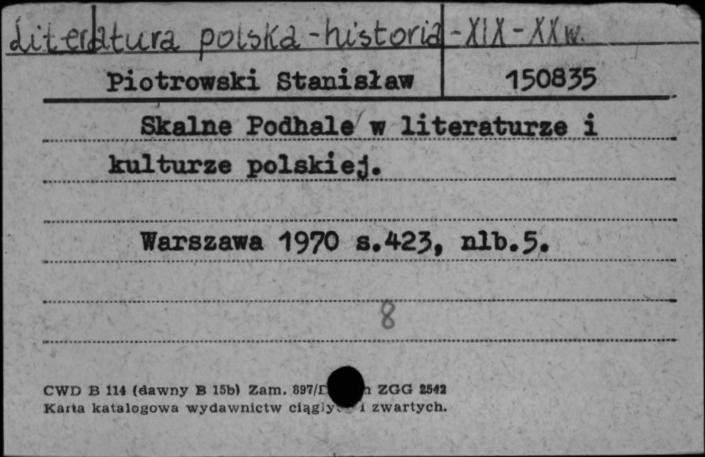 Literatura polska - historia - XIX - XX w.
Piotrowski Stanisław 150835
Skalne Podhale w literaturze i
kulturze polskiej.
Warszawa 1970 s.423, nlb.5.
8
CWD B 114 (dawny B 15b) Zam. 897/ ZGG 2542
Karta katalogowa wydawnictw i zwartych.